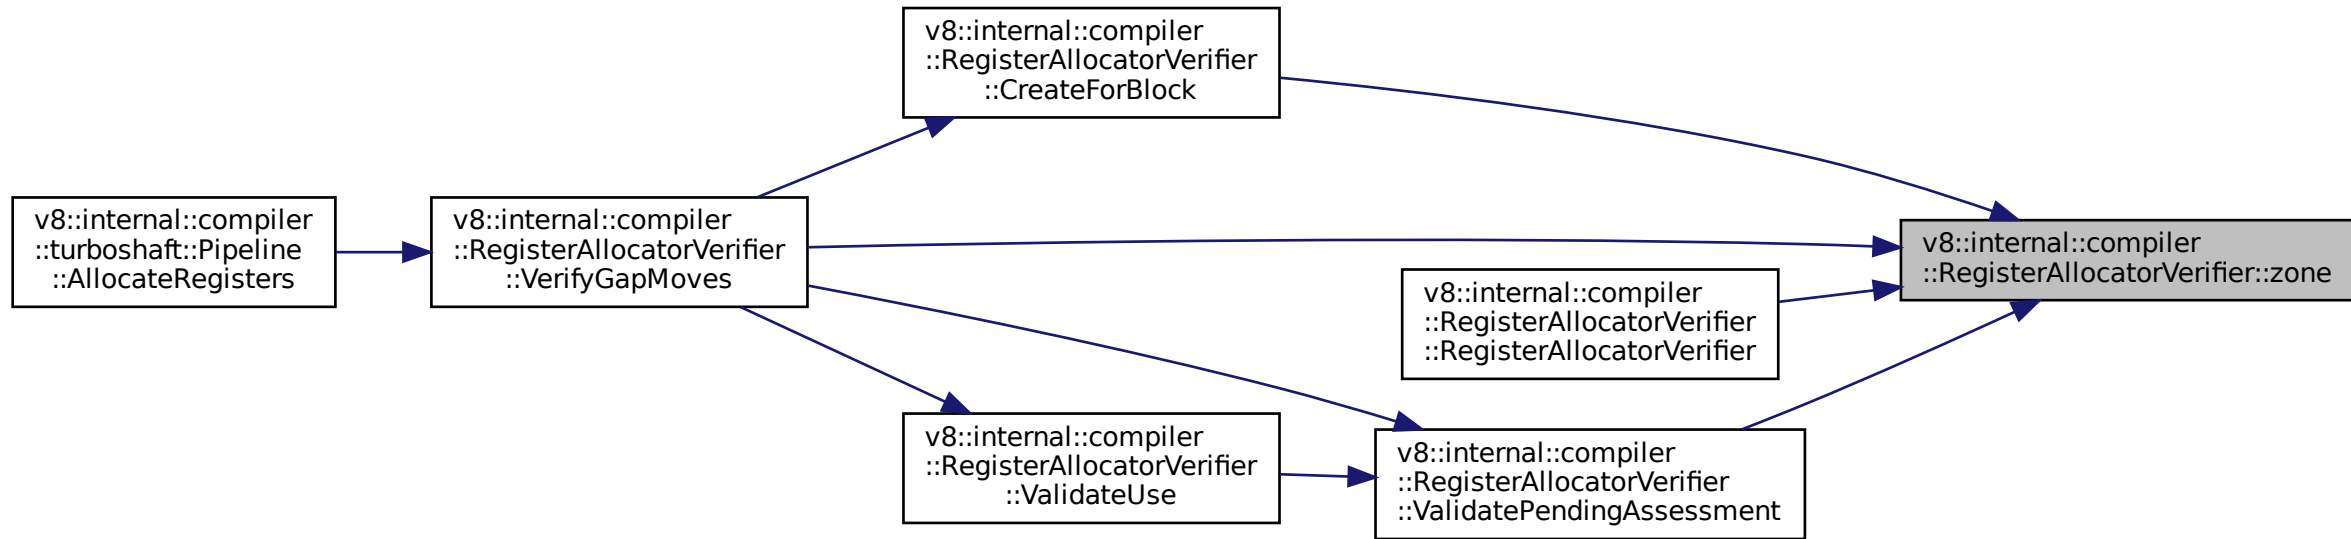 v8::internal::compiler
::RegisterAllocatorVerifier
::CreateForBlock
v8::internal::compiler
::turboshaft::Pipeline
::AllocateRegisters
v8::internal::compiler
::RegisterAllocatorVerifier
::VerifyGapMoves
v8::internal::compiler
::RegisterAllocatorVerifier::zone
v8::internal::compiler
::RegisterAllocatorVerifier
::RegisterAllocatorVerifier
v8::internal::compiler
::RegisterAllocatorVerifier
::ValidateUse
v8::internal::compiler
::RegisterAllocatorVerifier
::ValidatePendingAssessment